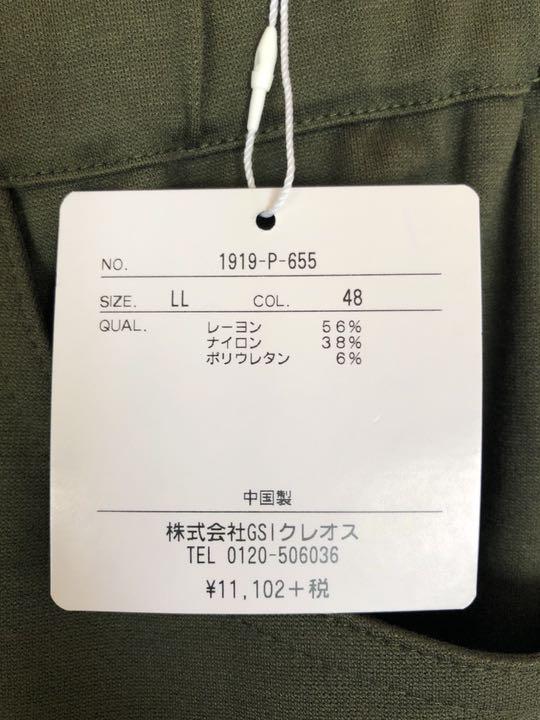 NO. 1919-P-655
SIZE. LL COL. 48
QUAL. レーヨン 56%
ナイロン 38%
ポリウレタン 6%
中国製
株式会社GSIクレオス
TEL 0120-506036
¥11,102+税